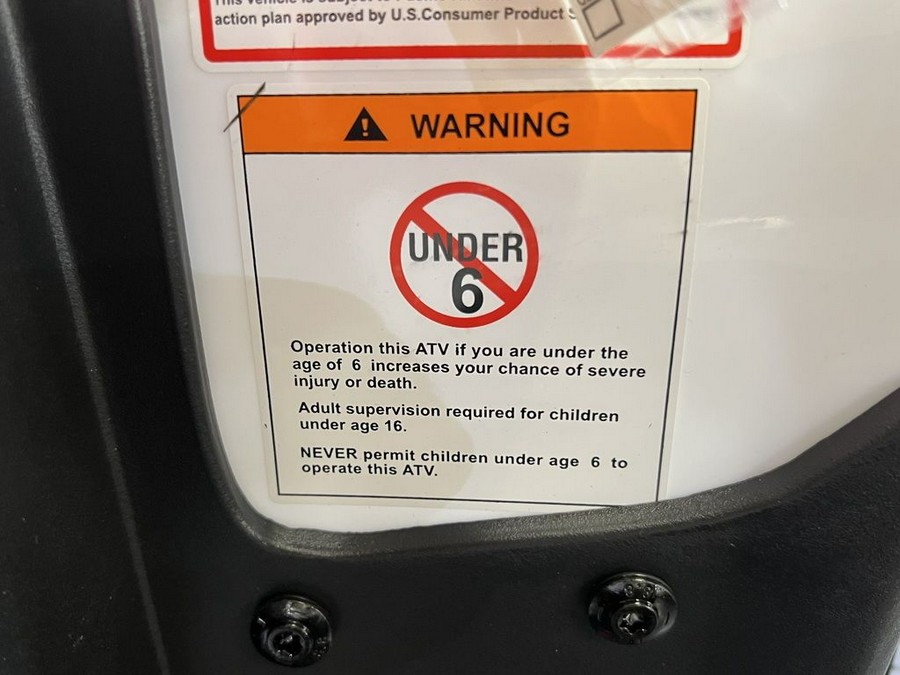 action plan approved by U.S.Consumer Product
WARNING
UNDER
6
Operation this ATV if you are under the
age of 6 increases your chance of severe
injury or death.
Adult supervision required for children
under age 16.
NEVER permit children under age 6 to
operate this ATV.